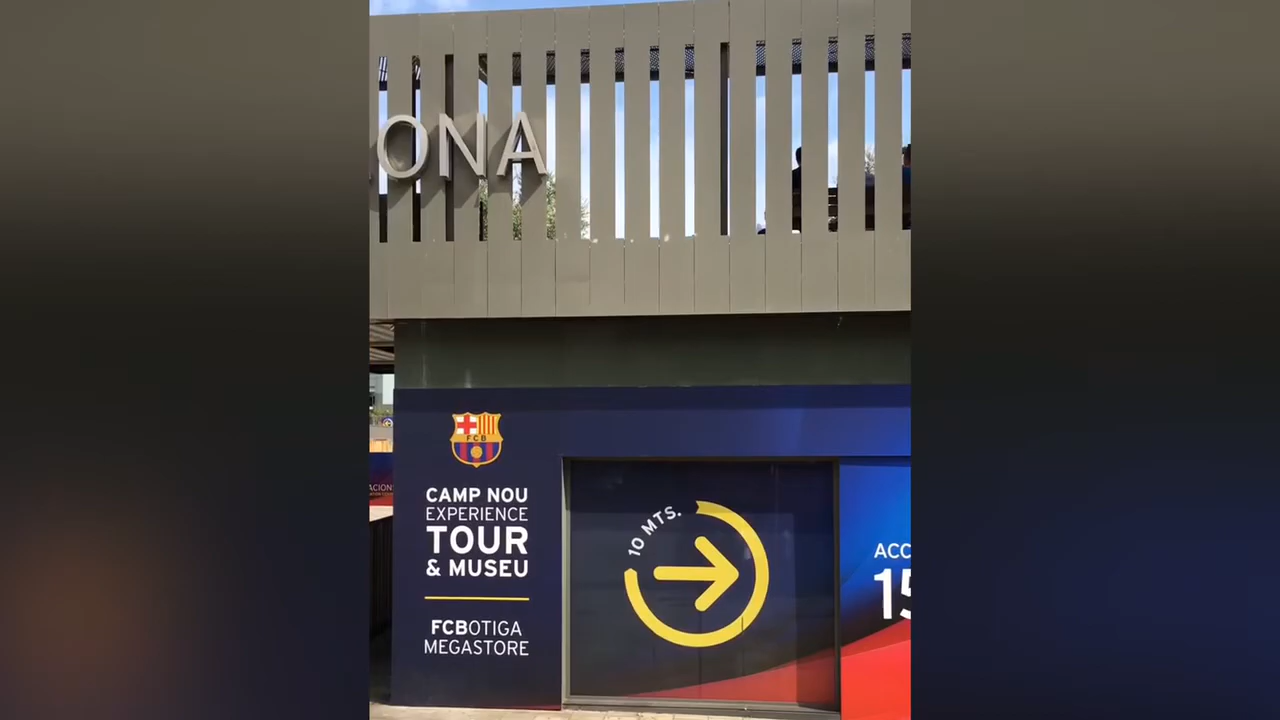 ONA
FCB
CAMP NOU
EXPERIENCE
TOUR
& MUSEU
FCBOTIGA
MEGASTORE
10 MTS.
ACC
15